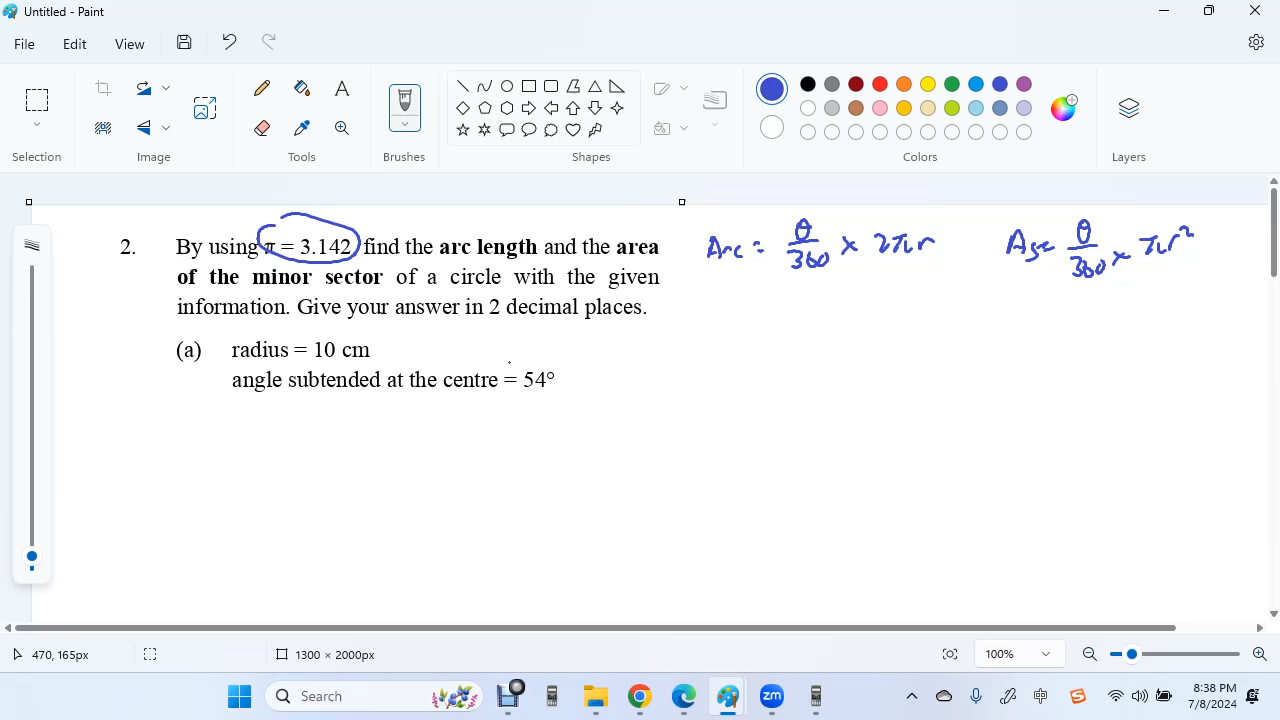 Untitled - Paint
File Edit View
Selection Image Tools Brushes Shapes Colors Layers
2. By using π = 3.142 find the arc length and the area
of the minor sector of a circle with the given
information. Give your answer in 2 decimal places.
(a) radius = 10 cm
angle subtended at the centre = 54°
Arc = θ/360 × 2πr
As = θ/360 × πr²
470, 165px 1300 × 2000px 100%
Search zm 中 S 8:38 PM
7/8/2024